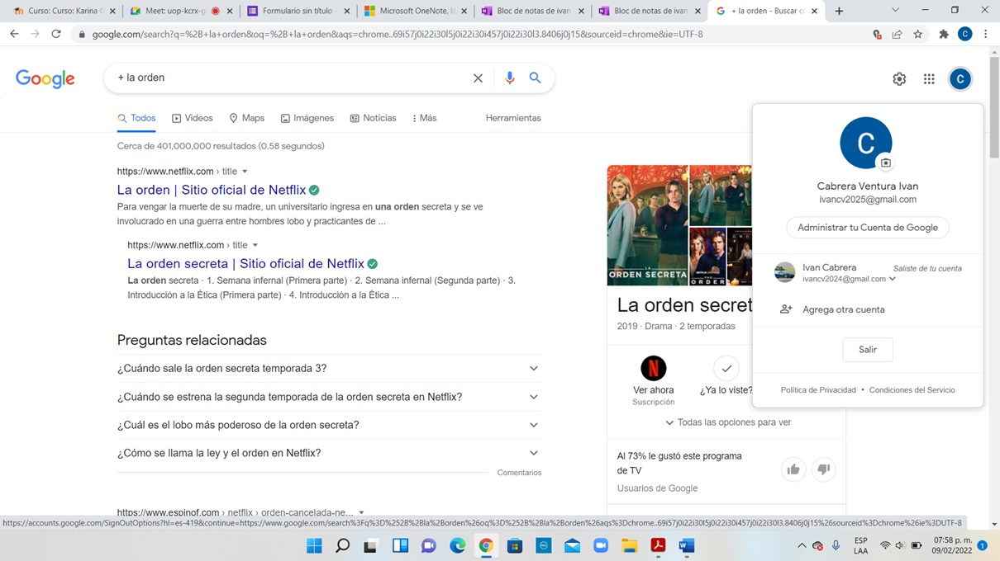 Curso: Curso: Karina G
Meet: uop-kcrx-g
Formulario sin título -
Microsoft OneNote, la
Bloc de notas de ivan
Bloc de notas de ivan
+ la orden - Buscar co
google.com/search?q=%2B+la+orden&oq=%2B+la+orden&aqs=chrome..69i57j0i22i30l5j0i22i30i457j0i22i30l3.8406j0j15&sourceid=chrome&ie=UTF-8
C
Google
+ la orden
C
Todos
Videos
Maps
Imágenes
Noticias
Más
Herramientas
Cerca de 401,000,000 resultados (0.58 segundos)
https://www.netflix.com › title
La orden | Sitio oficial de Netflix
Para vengar la muerte de su madre, un universitario ingresa en una orden secreta y se ve
involucrado en una guerra entre hombres lobo y practicantes de ...
https://www.netflix.com › title
La orden secreta | Sitio oficial de Netflix
La orden secreta · 1. Semana infernal (Primera parte) · 2. Semana infernal (Segunda parte) · 3.
Introducción a la Ética (Primera parte) · 4. Introducción a la Ética ...
Preguntas relacionadas
¿Cuándo sale la orden secreta temporada 3?
¿Cuándo se estrena la segunda temporada de la orden secreta en Netflix?
¿Cuál es el lobo más poderoso de la orden secreta?
¿Cómo se llama la ley y el orden en Netflix?
Comentarios
https://www.espinof.com › netflix › orden-cancelada-ne...
LA
ORDEN SECRETA
THE
ORDER
La orden secret
2019 · Drama · 2 temporadas
N
Ver ahora
Suscripción
¿Ya lo viste?
Todas las opciones para ver
Al 73% le gustó este programa
de TV
Usuarios de Google
C
Cabrera Ventura Ivan
ivancv2025@gmail.com
Administrar tu Cuenta de Google
Ivan Cabrera
Saliste de tu cuenta
ivancv2024@gmail.com
Agrega otra cuenta
Salir
Política de Privacidad • Condiciones del Servicio
https://accounts.google.com/SignOutOptions?hl=es-419&continue=https://www.google.com/search%3Fq%3D%252B%2Bla%2Borden%26oq%3D%252B%2Bla%2Borden%26aqs%3Dchrome..69i57j0i22i30l5j0i22i30i457j0i22i30l3.8406j0j15%26sourceid%3Dchrome%26ie%3DUTF-8
ESP
LAA
07:58 p. m.
09/02/2022
1